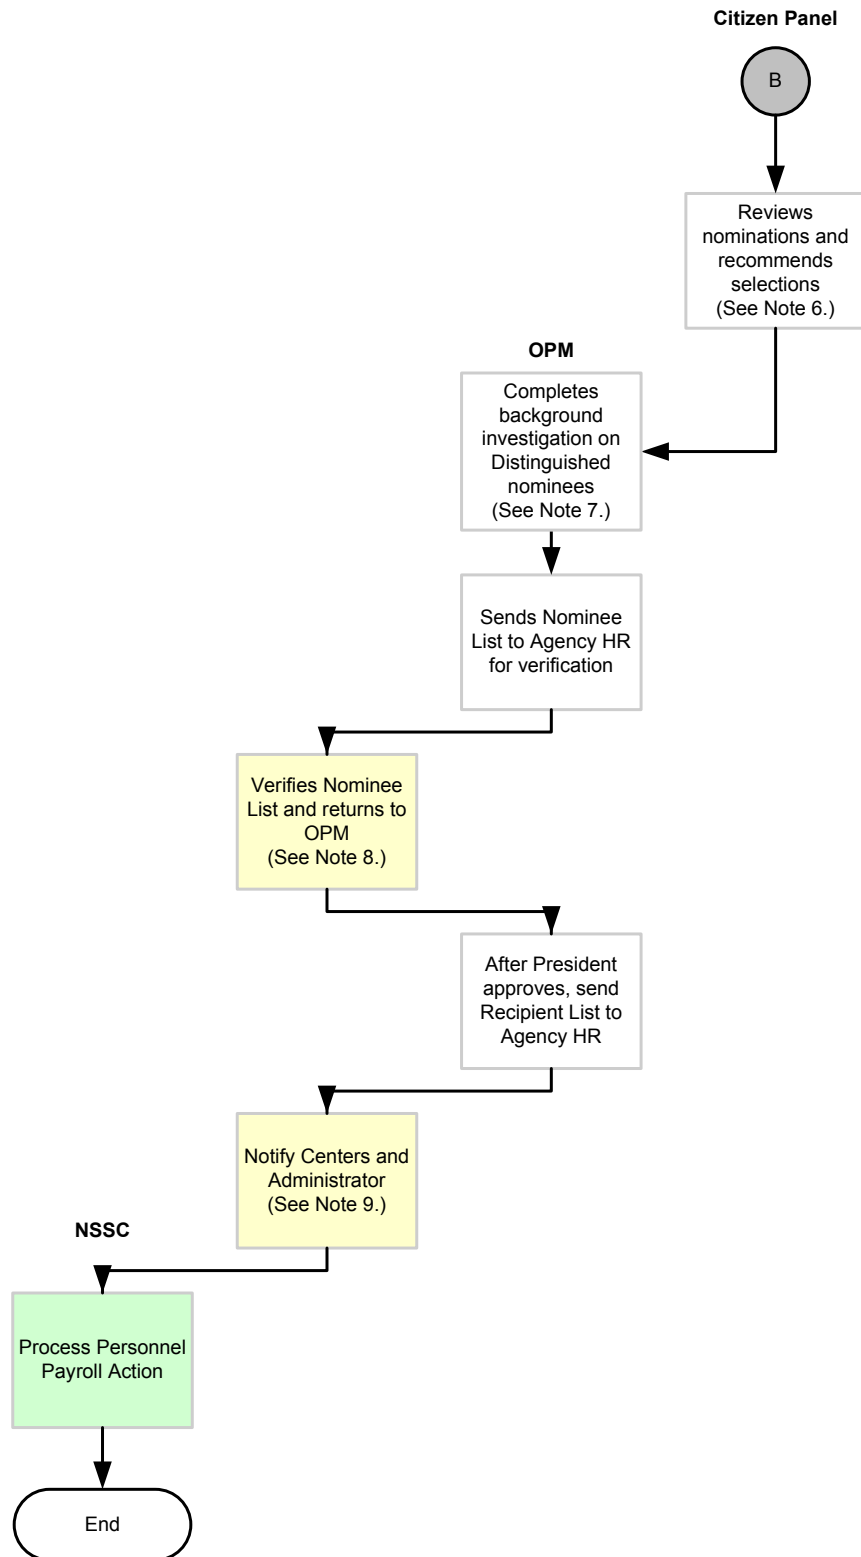 Citizen Panel
B
Reviews
nominations and
recommends
selections
(See Note 6.)
OPM
Completes
background
investigation on
Distinguished
nominees
(See Note 7.)
Sends Nominee
List to Agency HR
for verification
Verifies Nominee
List and returns to
OPM
(See Note 8.)
After President
approves, send
Recipient List to
Agency HR
Notify Centers and
Administrator
(See Note 9.)
NSSC
Process Personnel
Payroll Action
End